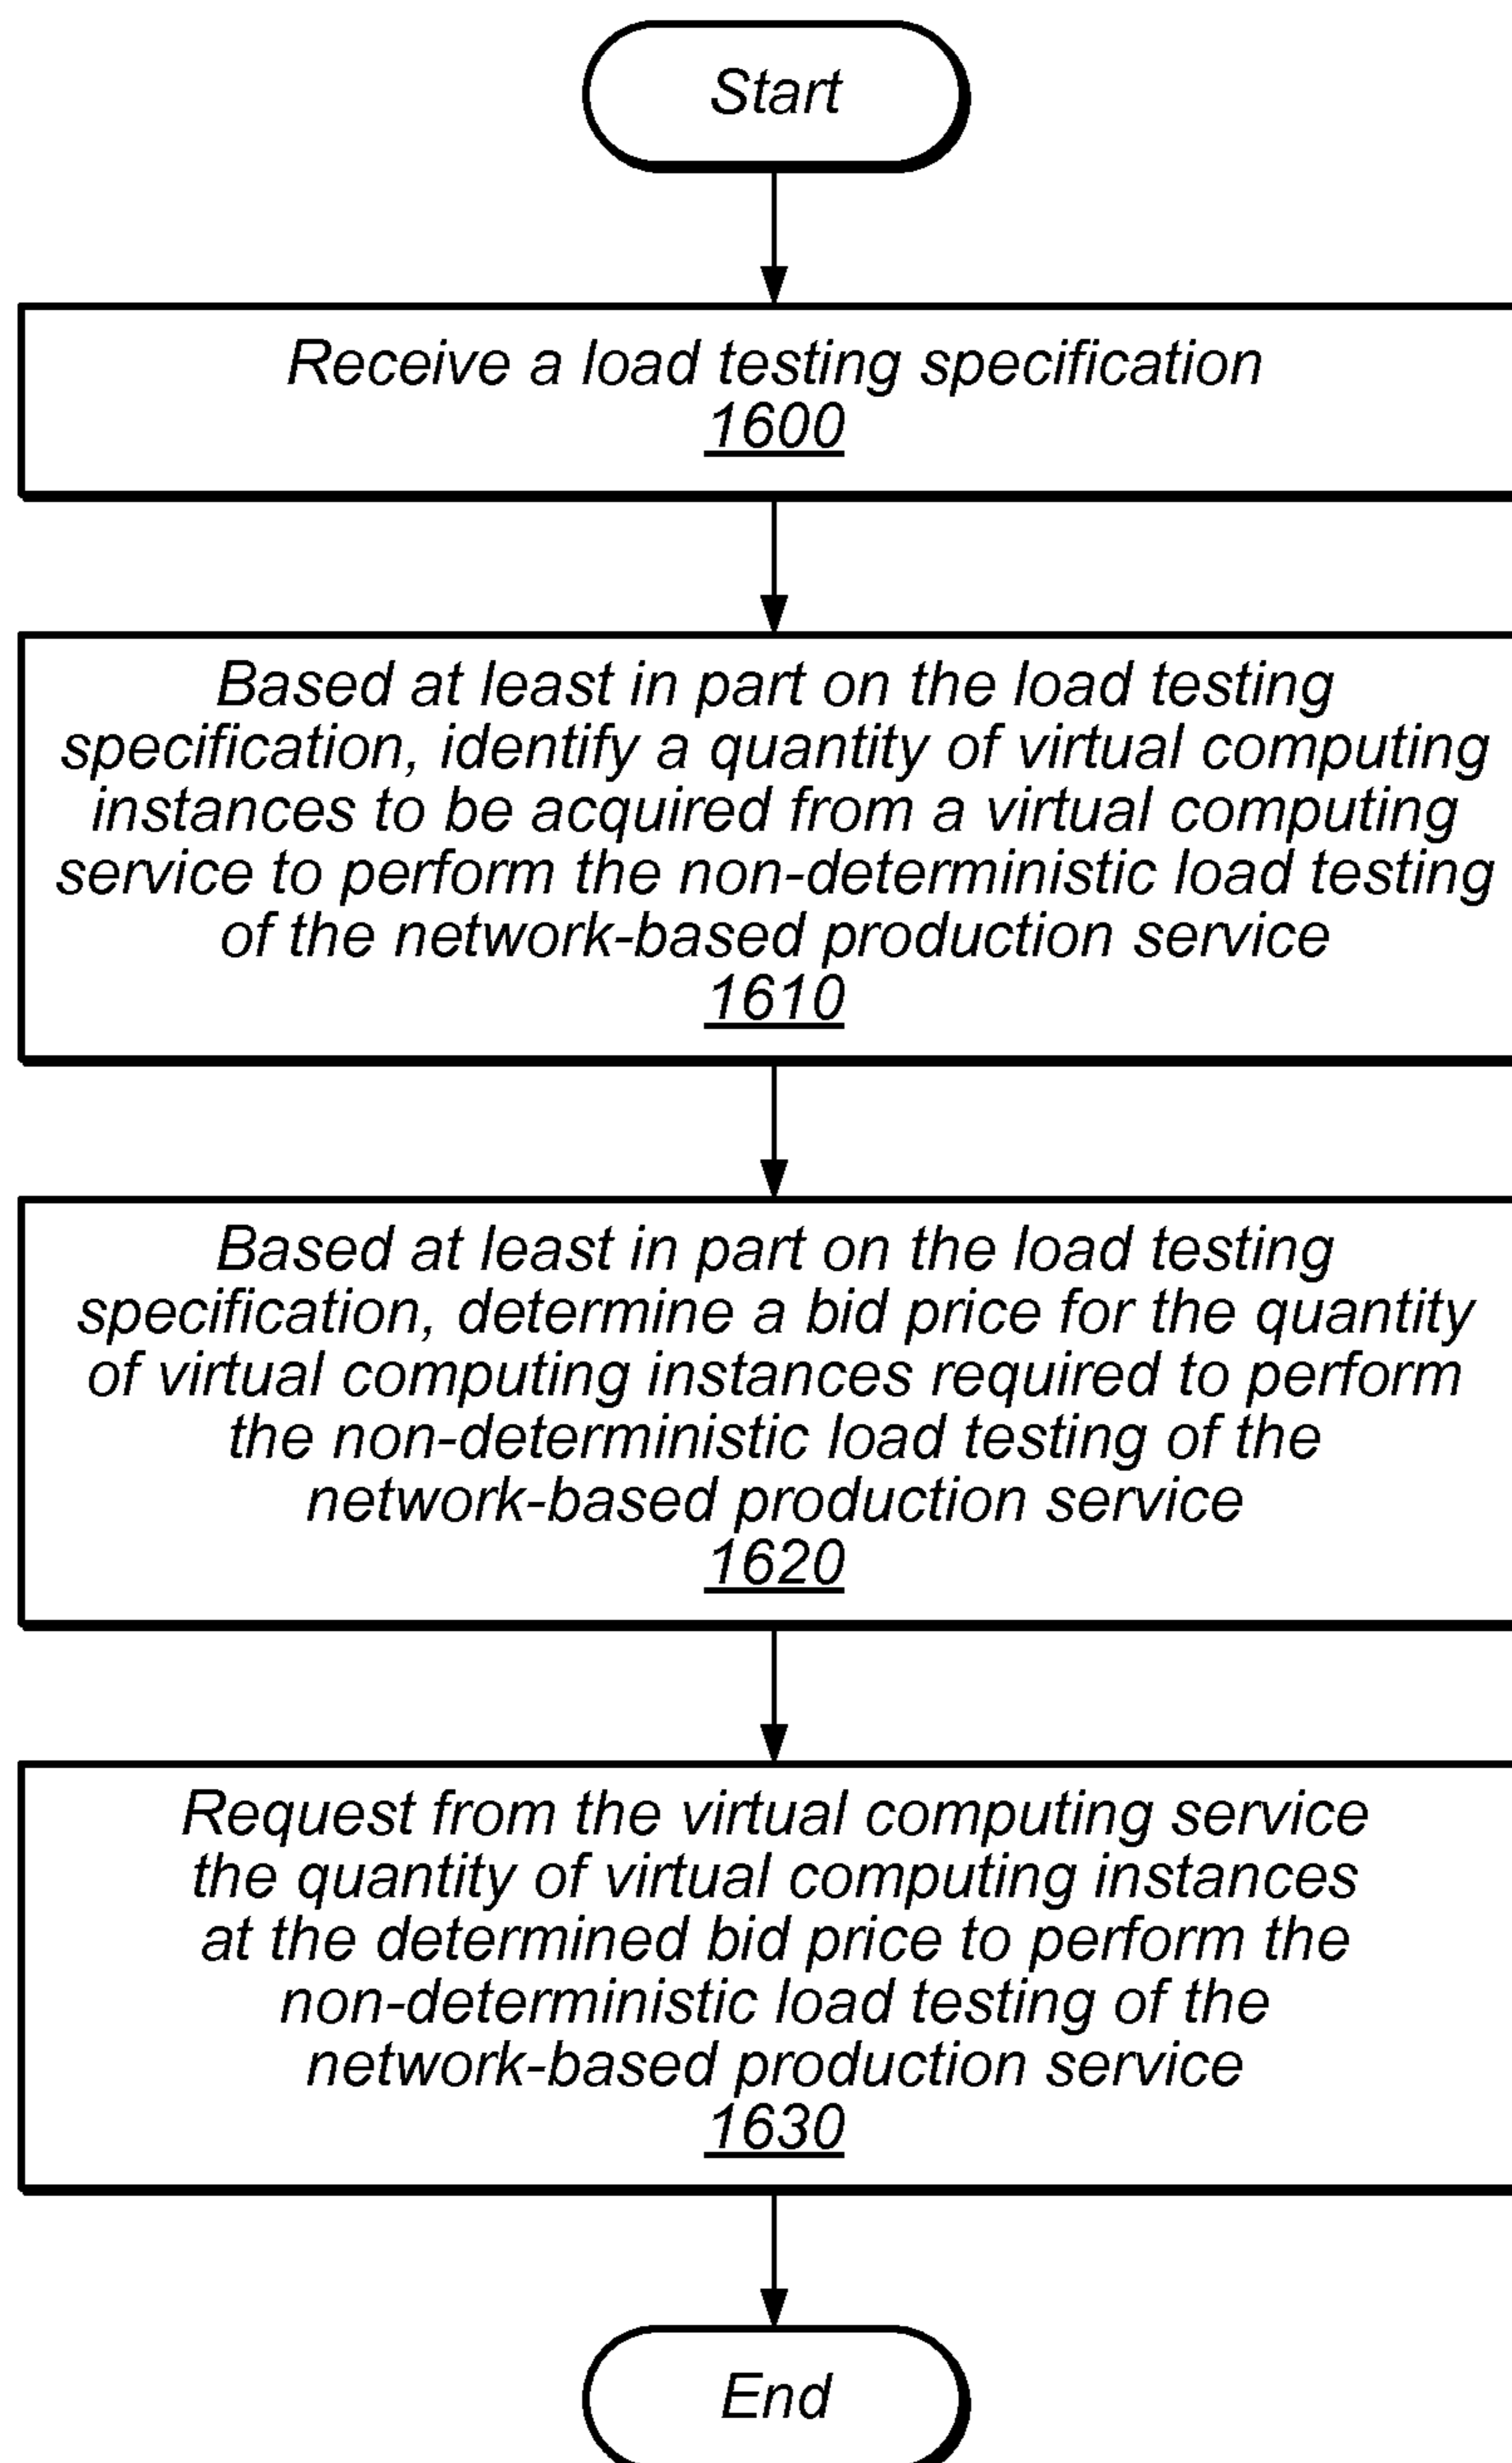 Start
Receive a load testing specification
1600
Based at least in part on the load testing
specification, identify a quantity of virtual computing
instances to be acquired from a virtual computing
service to perform the non-deterministic load testing
of the network-based production service
1610
Based at least in part on the load testing
specification, determine a bid price for the quantity
of virtual computing instances required to perform
the non-deterministic load testing of the
network-based production service
1620
Request from the virtual computing service
the quantity of virtual computing instances
at the determined bid price to perform the
non-deterministic load testing of the
network-based production service
1630
End